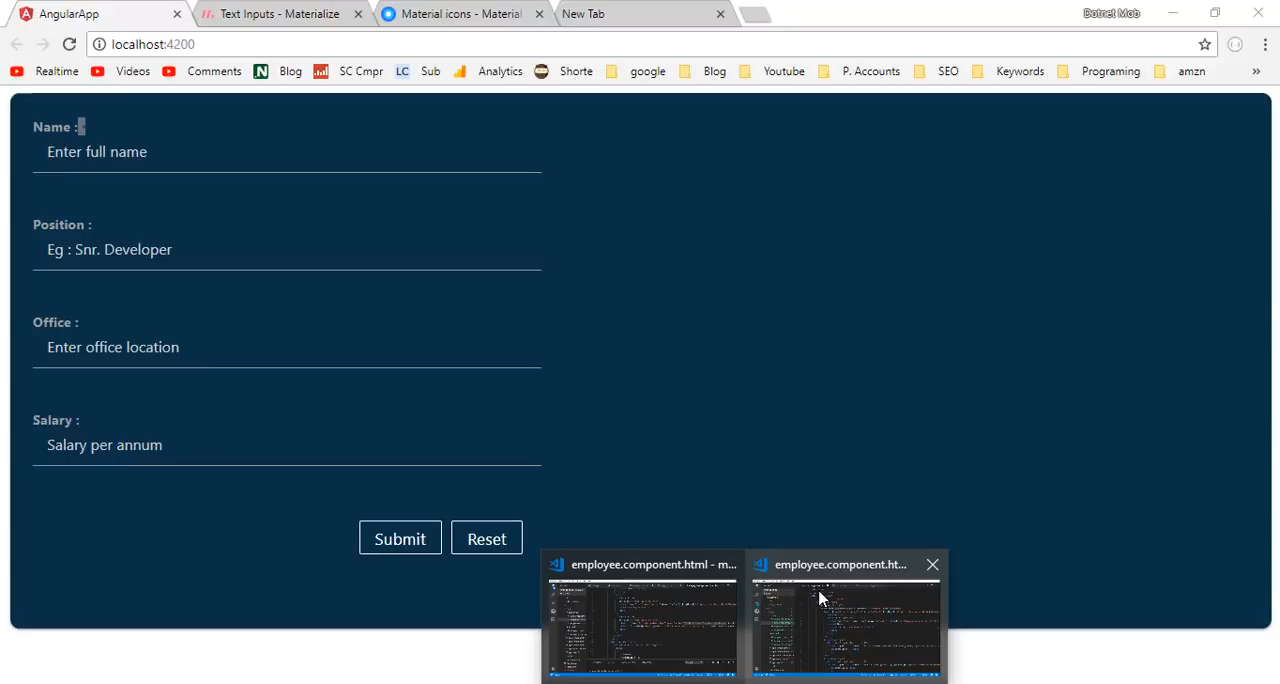 AngularApp
Text Inputs - Materialize
Material icons - Material
New Tab
Dotnet Mob
localhost:4200
Realtime
Videos
Comments
Blog
SC Cmpr
LC Sub
Analytics
Shorte
google
Blog
Youtube
P. Accounts
SEO
Keywords
Programing
amzn
Name :
Enter full name
Position :
Eg : Snr. Developer
Office :
Enter office location
Salary :
Salary per annum
Submit
Reset
employee.component.html - m...
employee.component.ht...